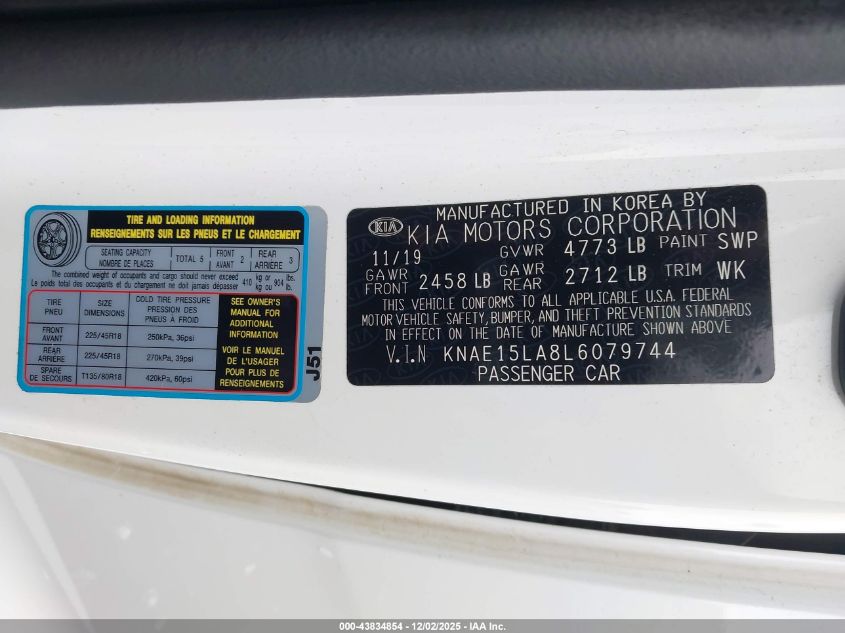 TIRE AND LOADING INFORMATION
RENSEIGNEMENTS SUR LES PNEUS ET LE CHARGEMENT
SEATING CAPACITY
NOMBRE DE PLACES
TOTAL 5
FRONT
AVANT
2
REAR
ARRIÈRE
3
The combined weight of occupants and cargo should never exceed 410 kg or 904 lbs.
Le poids total des occupants et du chargement ne doit jamais dépasser 410 kg ou 904 lb.
TIRE
PNEU
SIZE
DIMENSIONS
COLD TIRE PRESSURE
PRESSION DES
PNEUS À FROID
SEE OWNER'S
MANUAL FOR
ADDITIONAL
INFORMATION
VOIR LE MANUEL
DE L'USAGER
POUR PLUS DE
RENSEIGNEMENTS
FRONT
AVANT
225/45R18
250kPa, 36psi
REAR
ARRIÈRE
225/45R18
270kPa, 39psi
SPARE
DE SECOURS
T135/80R18
420kPa, 60psi
J51
MANUFACTURED IN KOREA BY
KIA KIA MOTORS CORPORATION
11/19 GVWR 4773 LB PAINT SWP
GAWR FRONT 2458 LB GAWR REAR 2712 LB TRIM WK
THIS VEHICLE CONFORMS TO ALL APPLICABLE U.S.A. FEDERAL
MOTOR VEHICLE SAFETY, BUMPER, AND THEFT PREVENTION STANDARDS
IN EFFECT ON THE DATE OF MANUFACTURE SHOWN ABOVE
V.I.N KNAE15LA8L6079744
PASSENGER CAR
000-43834854 - 12/02/2025 - IAA Inc.